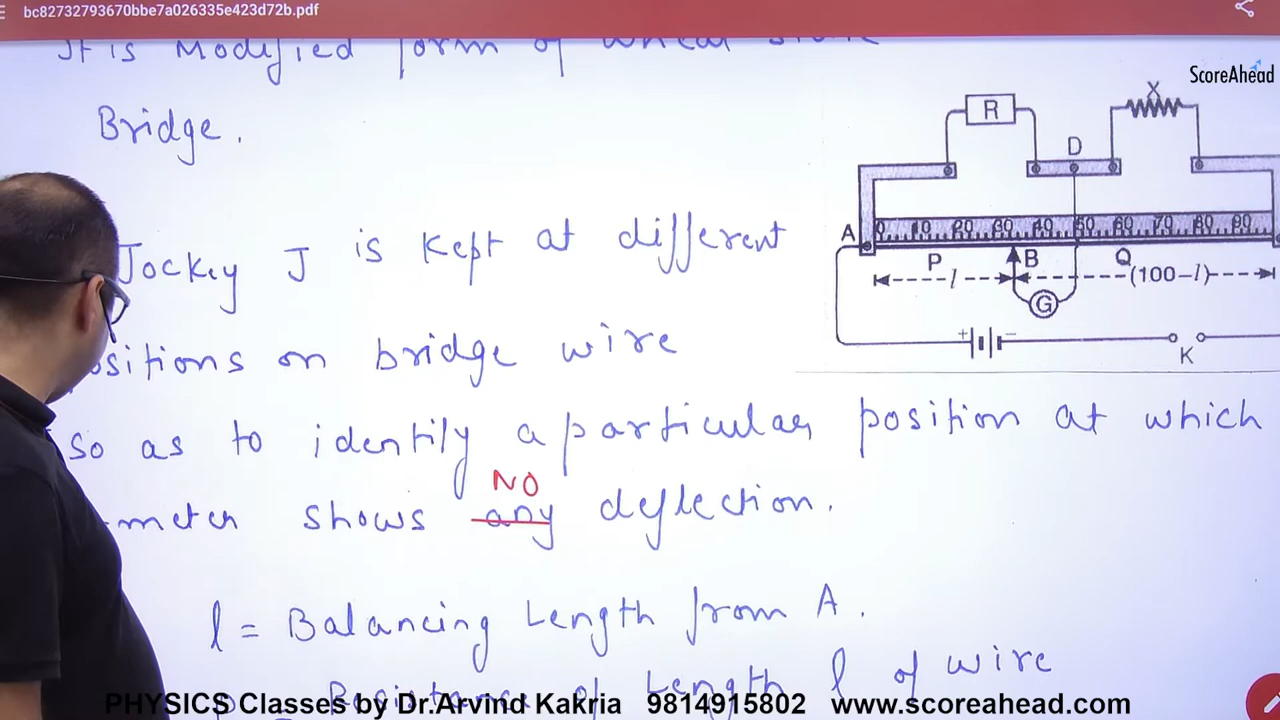 bc82732793670bbe7a026335e423d72b.pdf
It is Modified form of
Bridge.
ScoreAhead
R
X
D
A
0 10 20 30 40 50 60 70 80 90
P
B
Q
l
(100-l)
G
+
-
K
Jockey J is kept at different
ositions on bridge wire
so as to identify a particular position at which
NO
meter shows any deflection.
l = Balancing Length from A.
Resistance of Length l of wire
PHYSICS Classes by Dr.Arvind Kakria 9814915802 www.scoreahead.com